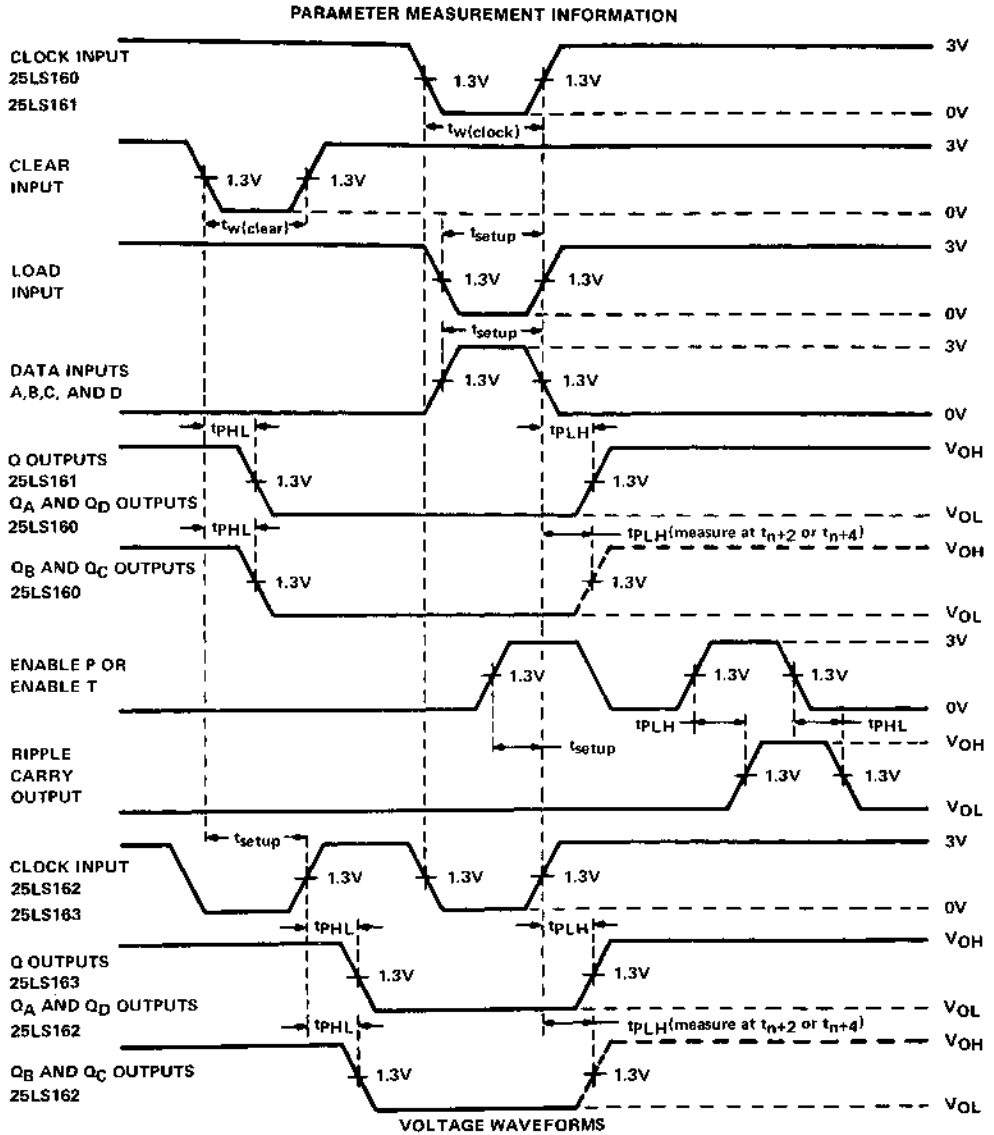 PARAMETER MEASUREMENT INFORMATION
CLOCK INPUT
25LS160
25LS161
1.3V
1.3V
3V
0V
tw(clock)
CLEAR
INPUT
1.3V
1.3V
3V
0V
tw(clear)
tsetup
LOAD
INPUT
1.3V
1.3V
3V
0V
tsetup
DATA INPUTS
A,B,C, AND D
1.3V
1.3V
3V
0V
tPHL
tPLH
Q OUTPUTS
25LS161
QA AND QD OUTPUTS
25LS160
1.3V
1.3V
VOH
VOL
tPHL
tPLH(measure at tn+2 or tn+4)
QB AND QC OUTPUTS
25LS160
1.3V
1.3V
VOH
VOL
ENABLE P OR
ENABLE T
1.3V
1.3V
1.3V
3V
0V
tsetup
tPLH
tPHL
RIPPLE
CARRY
OUTPUT
1.3V
1.3V
VOH
VOL
tsetup
CLOCK INPUT
25LS162
25LS163
1.3V
1.3V
1.3V
3V
0V
tPHL
tPLH
Q OUTPUTS
25LS163
QA AND QD OUTPUTS
25LS162
1.3V
1.3V
VOH
VOL
tPHL
tPLH(measure at tn+2 or tn+4)
QB AND QC OUTPUTS
25LS162
1.3V
1.3V
VOH
VOL
VOLTAGE WAVEFORMS